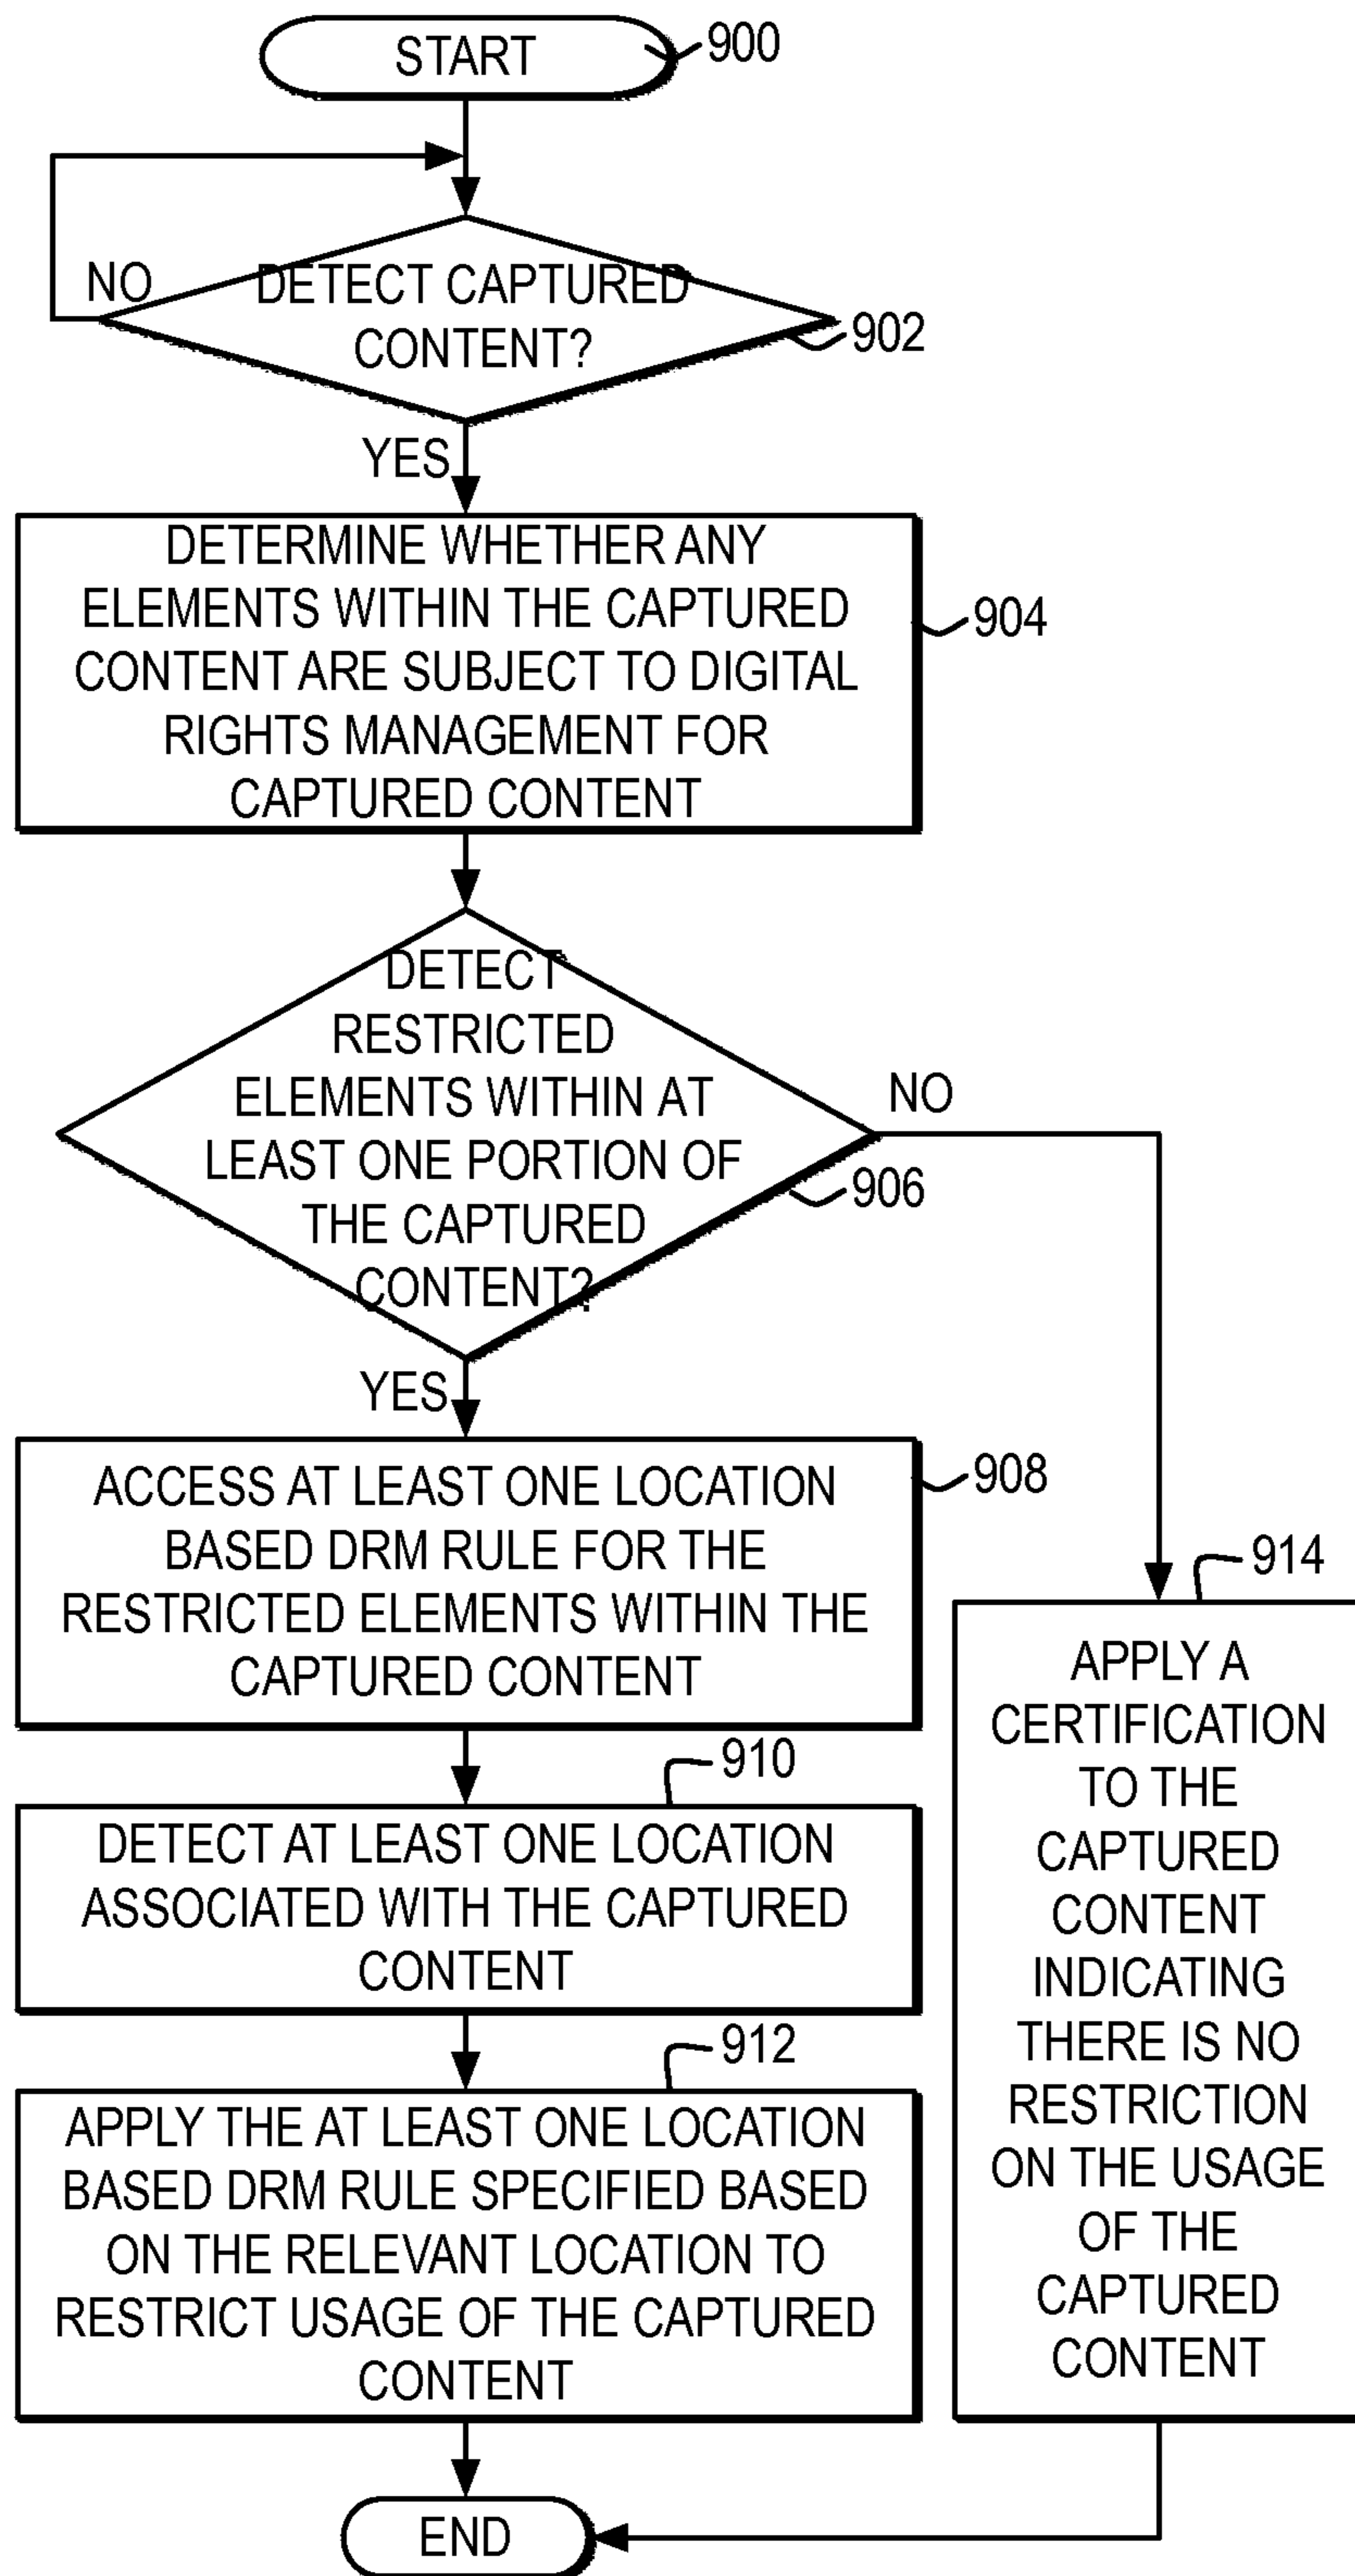 START
900
NO
DETECT CAPTURED
CONTENT?
902
YES
DETERMINE WHETHER ANY
ELEMENTS WITHIN THE CAPTURED
CONTENT ARE SUBJECT TO DIGITAL
RIGHTS MANAGEMENT FOR
CAPTURED CONTENT
904
DETECT
RESTRICTED
ELEMENTS WITHIN AT
LEAST ONE PORTION OF
THE CAPTURED
CONTENT?
NO
906
YES
ACCESS AT LEAST ONE LOCATION
BASED DRM RULE FOR THE
RESTRICTED ELEMENTS WITHIN THE
CAPTURED CONTENT
908
910
DETECT AT LEAST ONE LOCATION
ASSOCIATED WITH THE CAPTURED
CONTENT
912
APPLY THE AT LEAST ONE LOCATION
BASED DRM RULE SPECIFIED BASED
ON THE RELEVANT LOCATION TO
RESTRICT USAGE OF THE CAPTURED
CONTENT
914
APPLY A
CERTIFICATION
TO THE
CAPTURED
CONTENT
INDICATING
THERE IS NO
RESTRICTION
ON THE USAGE
OF THE
CAPTURED
CONTENT
END